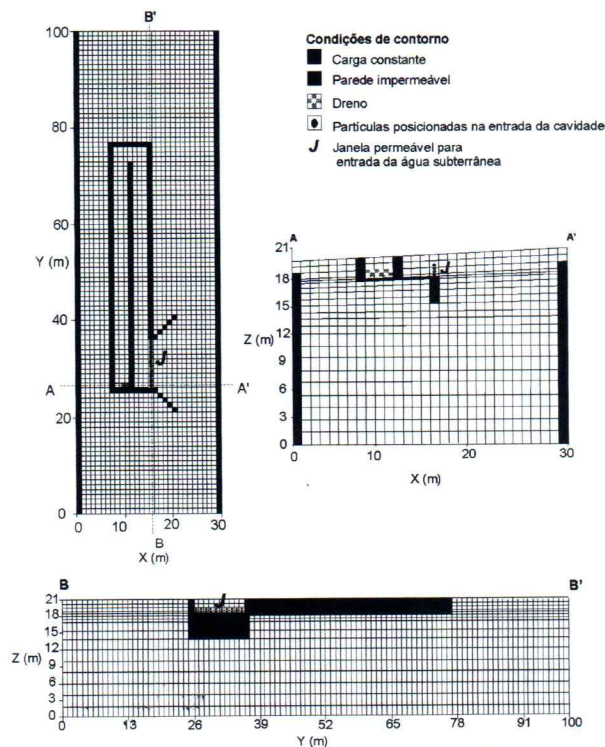 B'
100
80
60
Y (m)
40
J
A
A'
20
0
0
10
20
30
B
X (m)
Condições de contorno
Carga constante
Parede impermeável
Dreno
Partículas posicionadas na entrada da cavidade
J Janela permeável para
entrada da água subterrânea
A
A'
21
J
18
15
Z (m)
12
9
6
3
0
0
10
20
30
X (m)
B
B'
21
J
18
15
Z (m)
12
9
6
3
0
0
13
26
39
52
65
78
91
100
Y (m)